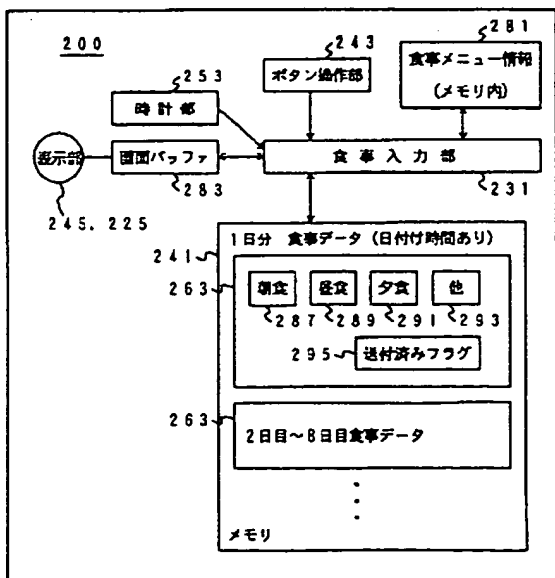 200
243
ボタン操作部
281
食事メニュー情報
(メモリ内)
253
時計部
表示部
画面バッファ
食事入力部
245, 225
283
231
241
1日分 食事データ(日付け時間あり)
263
朝食
昼食
夕食
他
287
289
291
293
295
送付済みフラグ
263
2日目〜8日目食事データ
メモリ